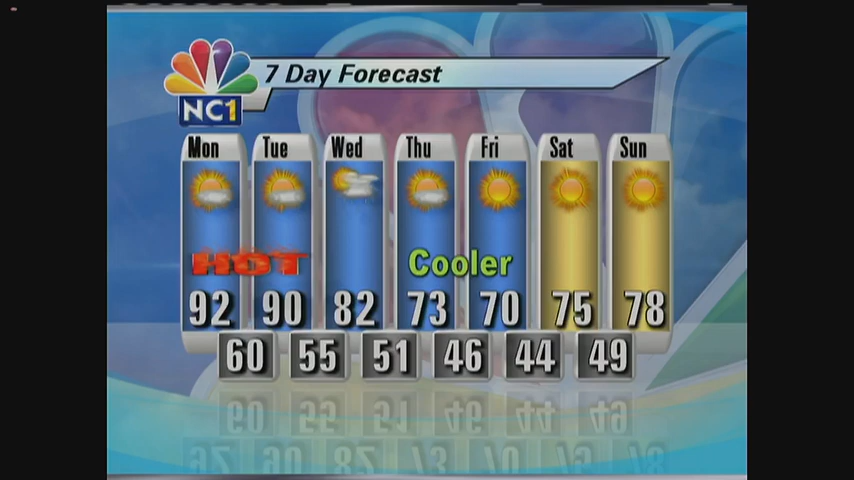 7 Day Forecast
NC1
Mon Tue Wed Thu Fri Sat Sun
HOT Cooler
92 90 82 73 70 75 78
60 55 51 46 44 49